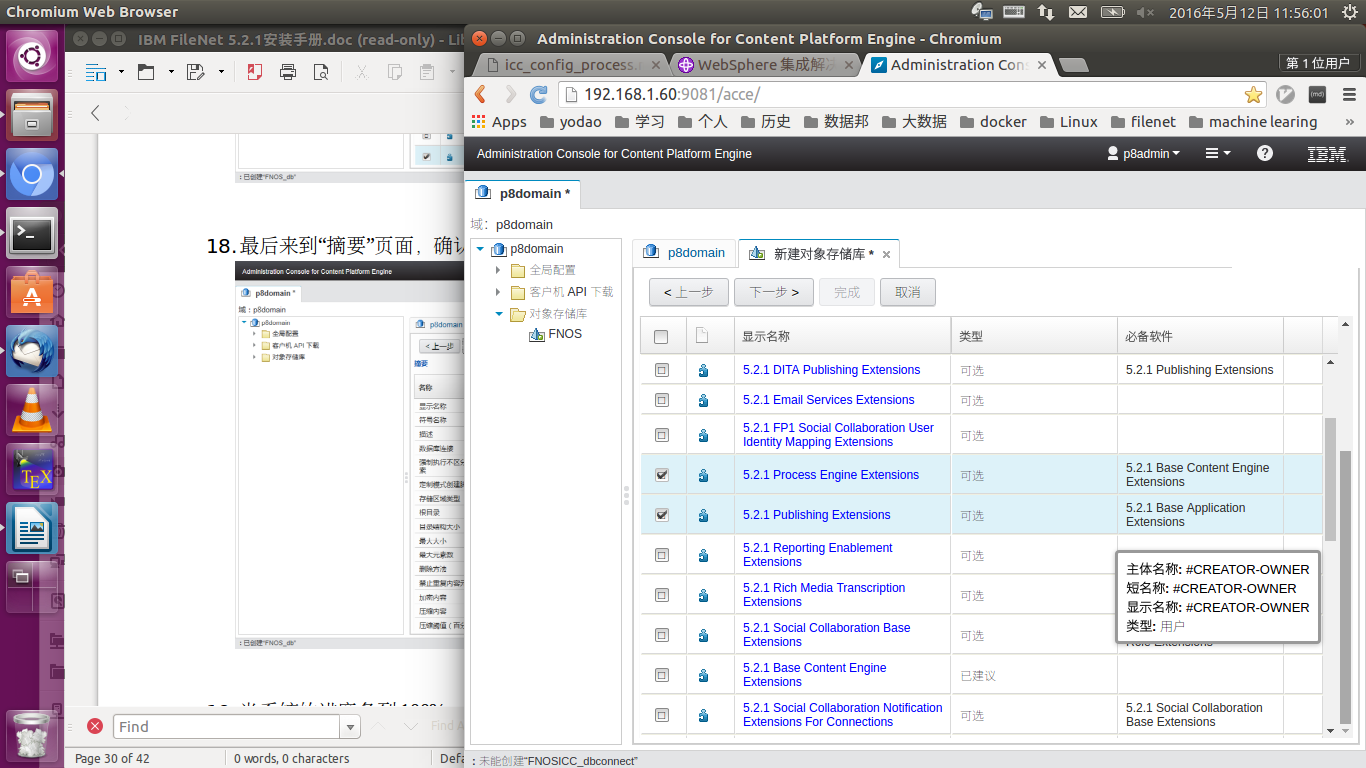 Chromium Web Browser
2016年5月12日 11:56:01
IBM FileNet 5.2.1安装手册.doc (read-only) - Lib
Administration Console for Content Platform Engine - Chromium
icc_config_process.
WebSphere 集成解决
Administration Cons
第 1 位用户
192.168.1.60:9081/acce/
Apps
yodao
学习
个人
历史
数据邦
大数据
docker
Linux
filenet
machine learing
»
Administration Console for Content Platform Engine
p8admin
IBM
p8domain *
域: p8domain
p8domain
全局配置
客户机 API 下载
对象存储库
FNOS
p8domain
新建对象存储库 *
< 上一步
下一步 >
完成
取消
显示名称
类型
必备软件
5.2.1 DITA Publishing Extensions
可选
5.2.1 Publishing Extensions
5.2.1 Email Services Extensions
可选
5.2.1 FP1 Social Collaboration User
Identity Mapping Extensions
可选
5.2.1 Process Engine Extensions
可选
5.2.1 Base Content Engine
Extensions
5.2.1 Publishing Extensions
可选
5.2.1 Base Application
Extensions
5.2.1 Reporting Enablement
Extensions
可选
5.2.1 Rich Media Transcription
Extensions
可选
5.2.1 Social Collaboration Base
Extensions
可选
Role Extensions
5.2.1 Base Content Engine
Extensions
已建议
5.2.1 Social Collaboration Notification
Extensions For Connections
可选
5.2.1 Social Collaboration
Base Extensions
主体名称: #CREATOR-OWNER
短名称: #CREATOR-OWNER
显示名称: #CREATOR-OWNER
类型: 用户
: 未能创建"FNOSICC_dbconnect"
: 已创建"FNOS_db"
18. 最后来到“摘要”页面，确认
Administration Console for Content Platform Engine
p8domain *
域: p8domain
p8domain
全局配置
客户机 API 下载
对象存储库
p8domain
< 上一步
摘要
名称
显示名称
符号名称
描述
数据库连接
强制执行不区分
定制模式创建
存储区域类型
根目录
目录结构大小
最大大小
最大元素数
删除方法
禁止重复内容
加密内容
压缩内容
压缩阈值（百分
: 已创建"FNOS_db"
Find
Find A
Page 30 of 42
0 words, 0 characters
Defa